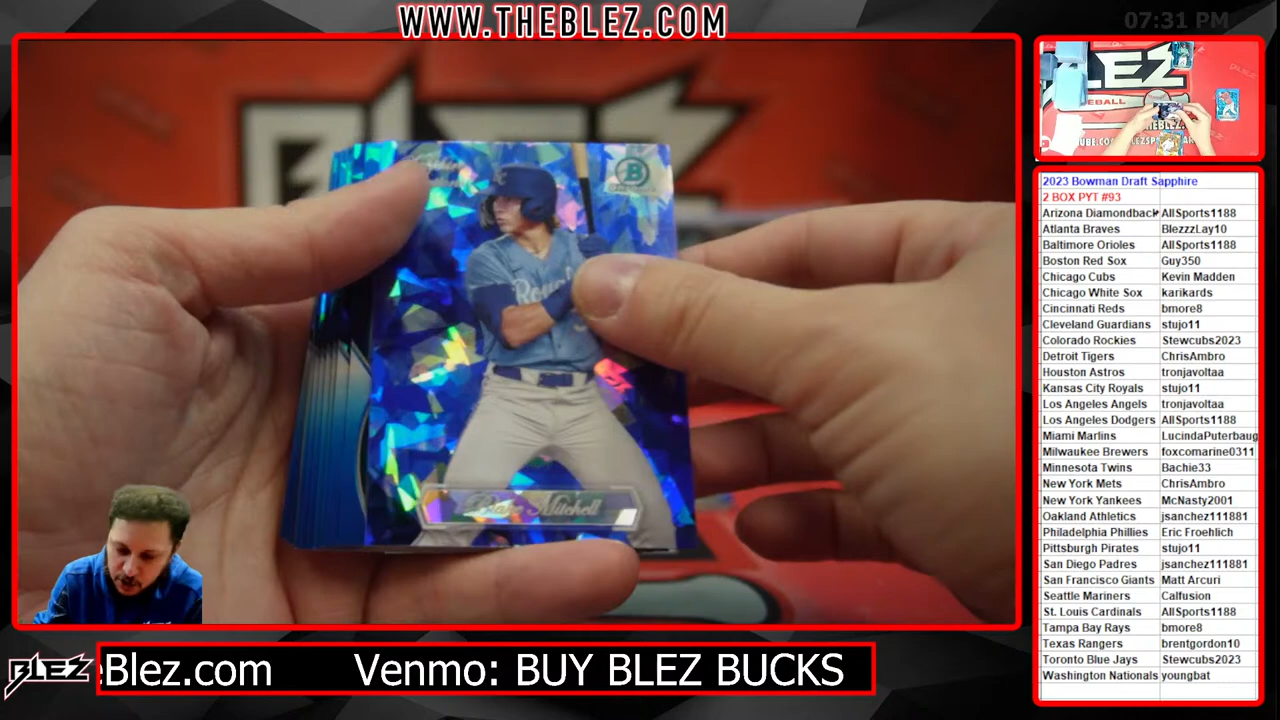 WWW.THEBLEZ.COM
07:31 PM
BLEZ
B
Blake Mitchell
2023 Bowman Draft Sapphire
2 BOX PYT #93
Arizona Diamondback AllSports1188
Atlanta Braves BlezzzLay10
Baltimore Orioles AllSports1188
Boston Red Sox Guy350
Chicago Cubs Kevin Madden
Chicago White Sox karikards
Cincinnati Reds bmore8
Cleveland Guardians stujo11
Colorado Rockies Stewcubs2023
Detroit Tigers ChrisAmbro
Houston Astros tronjavoltaa
Kansas City Royals stujo11
Los Angeles Angels tronjavoltaa
Los Angeles Dodgers AllSports1188
Miami Marlins LucindaPuterbaug
Milwaukee Brewers foxcomarine0311
Minnesota Twins Bachie33
New York Mets ChrisAmbro
New York Yankees McNasty2001
Oakland Athletics jsanchez111881
Philadelphia Phillies Eric Froehlich
Pittsburgh Pirates stujo11
San Diego Padres jsanchez111881
San Francisco Giants Matt Arcuri
Seattle Mariners Calfusion
St. Louis Cardinals AllSports1188
Tampa Bay Rays bmore8
Texas Rangers brentgordon10
Toronto Blue Jays Stewcubs2023
Washington Nationals youngbat
BLEZ
eBlez.com Venmo: BUY BLEZ BUCKS